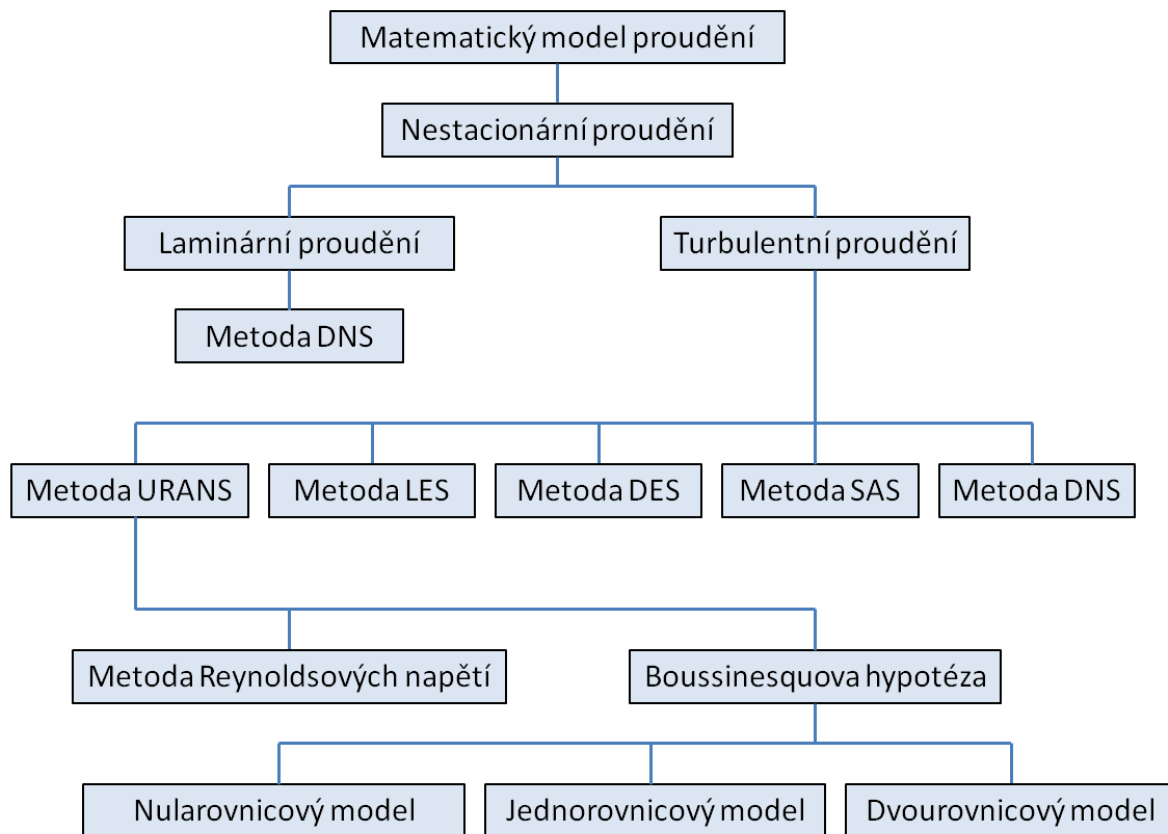 Matematický model proudění
Nestacionární proudění
Laminární proudění
Turbulentní proudění
Metoda DNS
Metoda URANS
Metoda LES
Metoda DES
Metoda SAS
Metoda DNS
Metoda Reynoldsových napětí
Boussinesquova hypotéza
Nularovnicový model
Jednorovnicový model
Dvourovnicový model